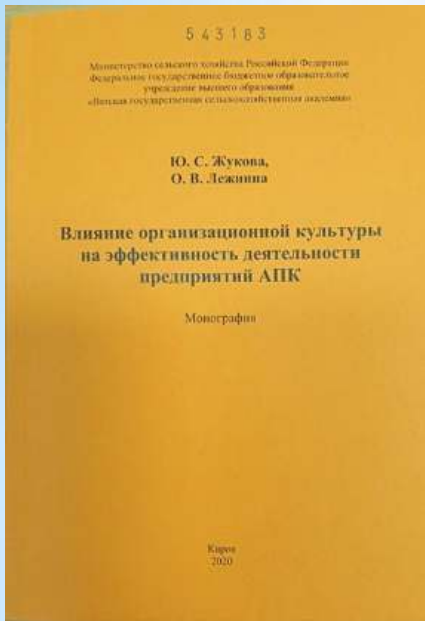 543183
Министерство сельского хозяйства Российской Федерации
Федеральное государственное бюджетное образовательное
учреждение высшего образования
«Вятская государственная сельскохозяйственная академия»
Ю. С. Жукова,
О. В. Лежнина
Влияние организационной культуры
на эффективность деятельности
предприятий АПК
Монография
Киров
2020